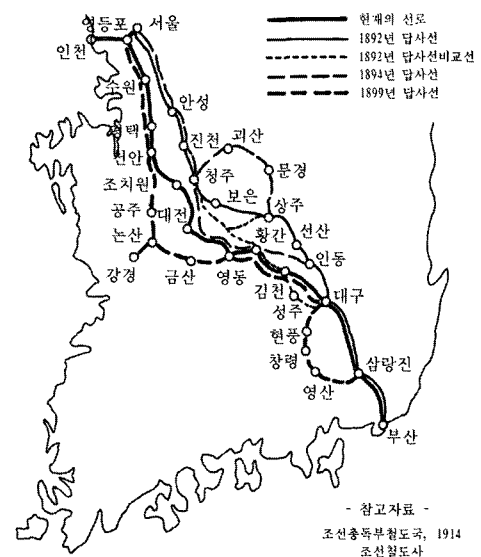 영등포 서울
인천
수원
안성
평택
진천 괴산
천안
청주 문경
조치원
보은
상주
공주 대전
선산
논산
황간
인동
강경
금산 영동
김천 대구
성주
현풍
창령
삼랑진
영산
부산
현재의 선로
1892년 답사선
1892년 답사선비교선
1894년 답사선
1899년 답사선
- 참고자료 -
조선총독부철도국, 1914
조선철도사